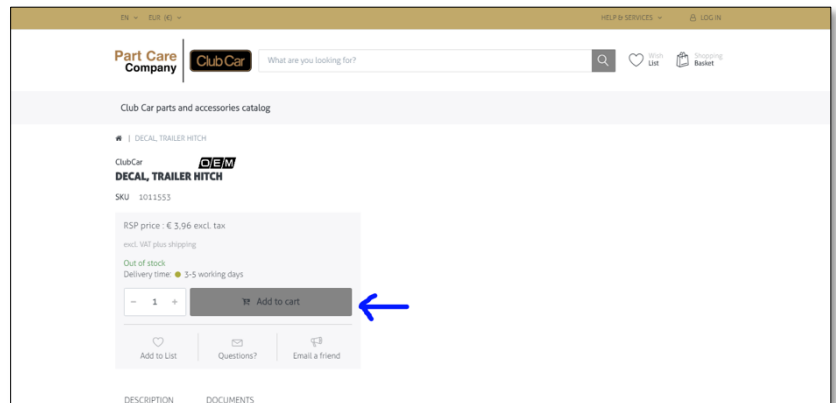 EN EUR (€) HELP & SERVICES LOG IN
Part Care
Company
Club Car
What are you looking for?
Wish
List
Shopping
Basket
Club Car parts and accessories catalog
| DECAL, TRAILER HITCH
ClubCar OEM
DECAL, TRAILER HITCH
SKU 1011553
RSP price : € 3,96 excl. tax
excl. VAT plus shipping
Out of stock
Delivery time: 3-5 working days
- 1 + Add to cart
Add to List Questions? Email a friend
DESCRIPTION DOCUMENTS